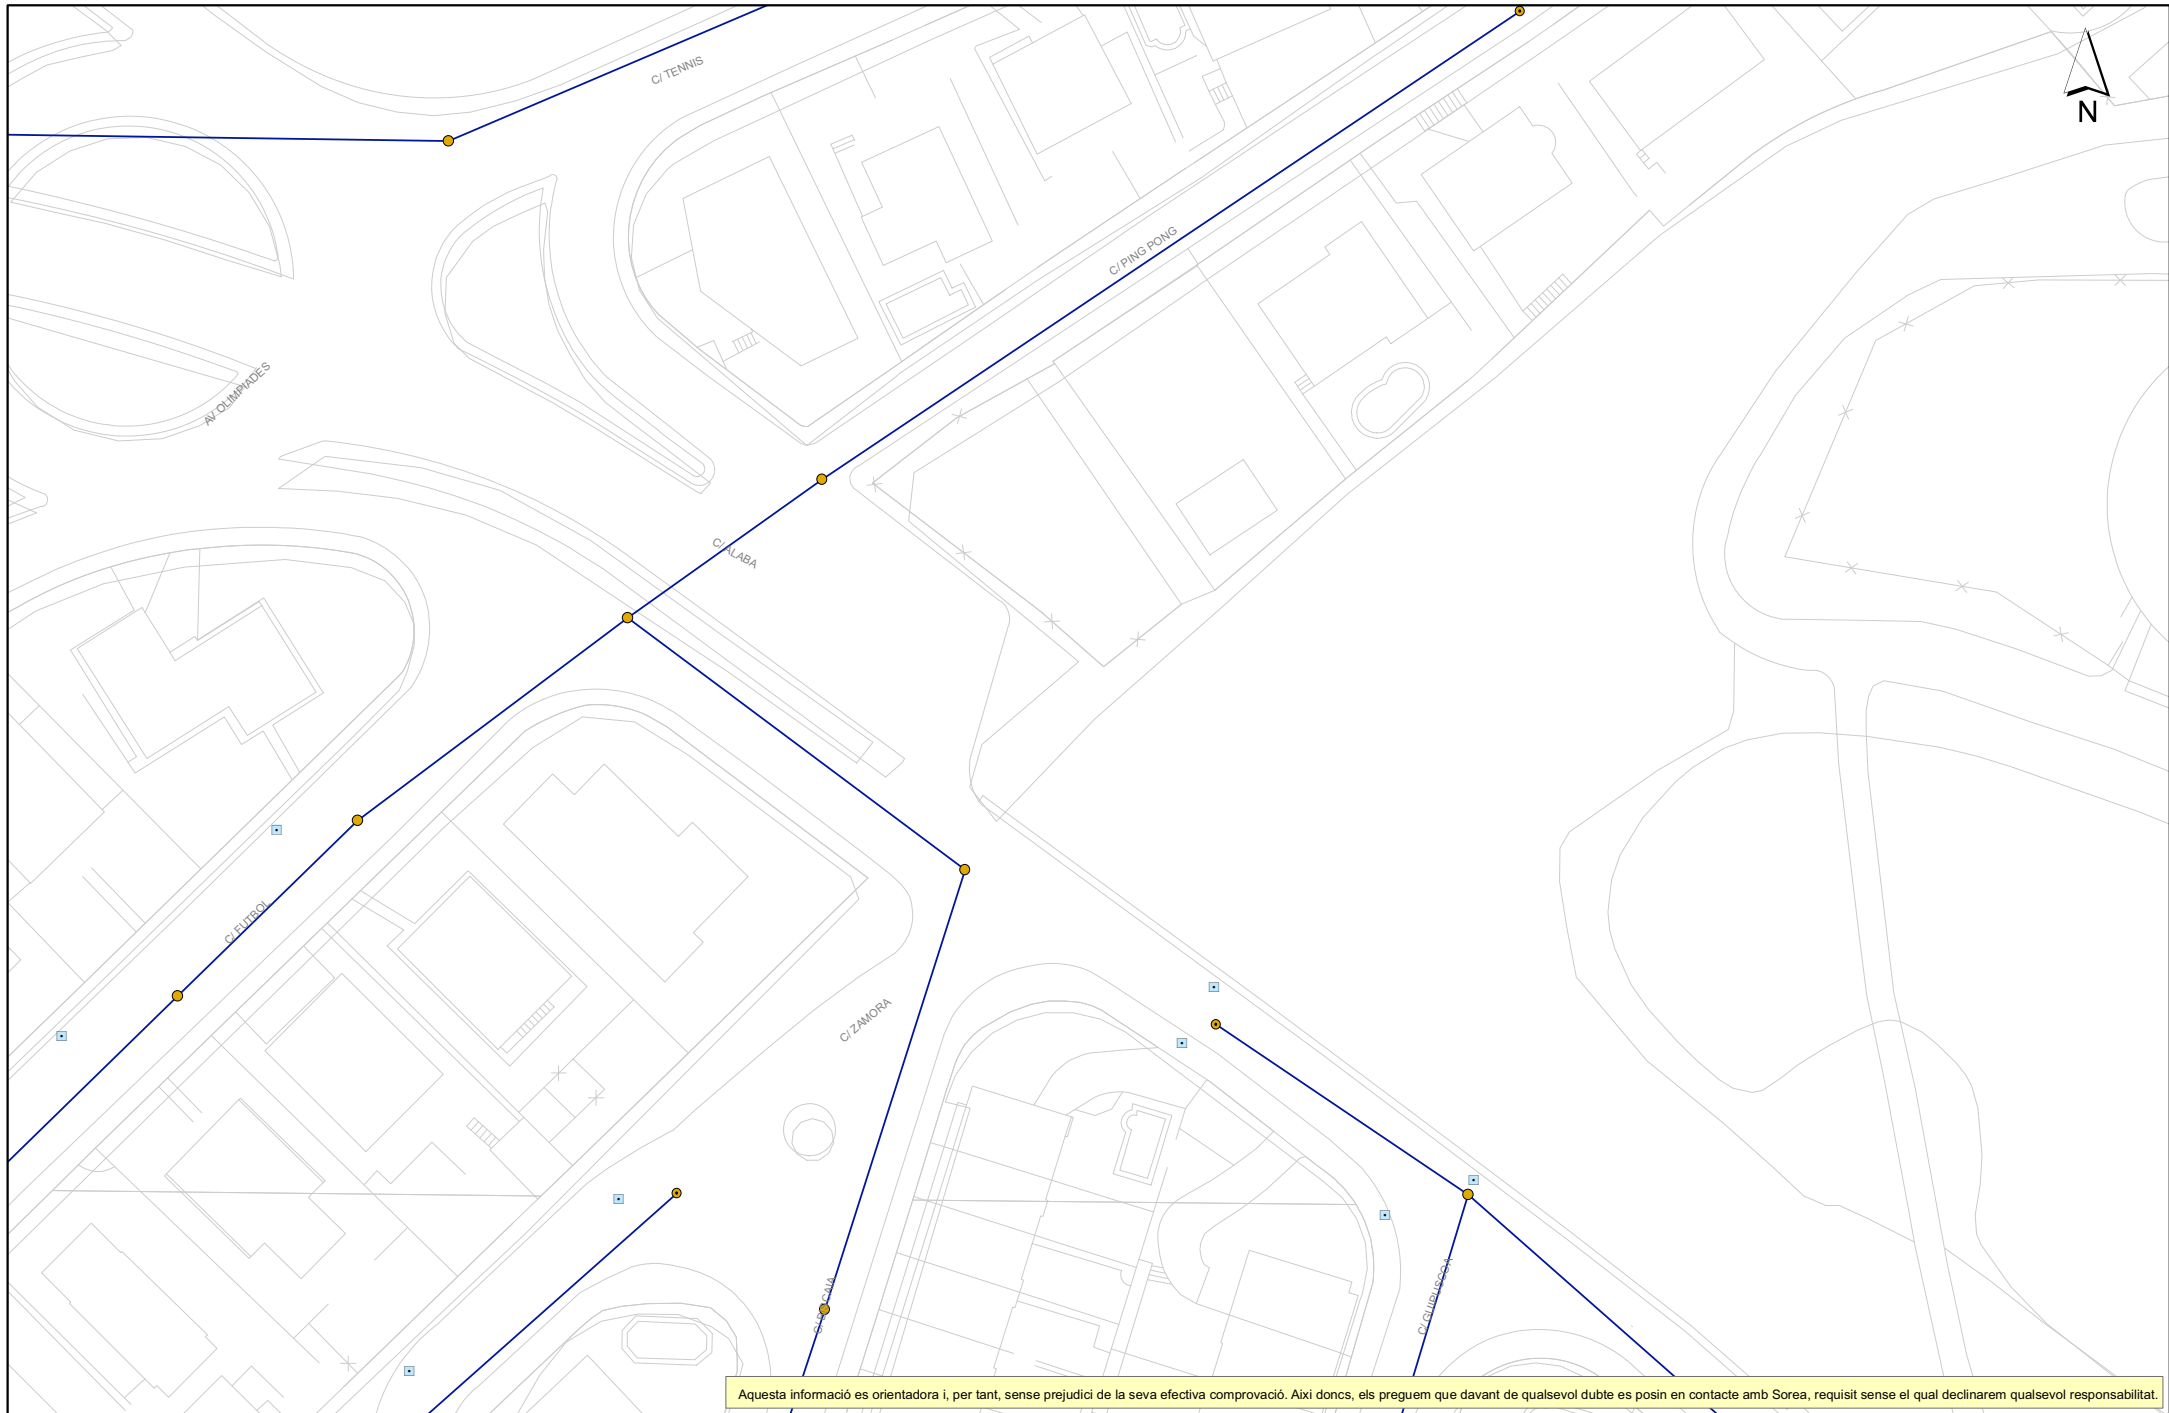 C/ TENNIS
N
C/ PING PONG
AV OLIMPIADES
C/ ALABA
C/ FUTBOL
C/ ZAMORA
C/ GUIPUSCOA
Aquesta informació es orientadora i, per tant, sense prejudici de la seva efectiva comprovació. Aixi doncs, els preguem que davant de qualsevol dubte es posin en contacte amb Sorea, requisit sense el qual declinarem qualsevol responsabilitat.